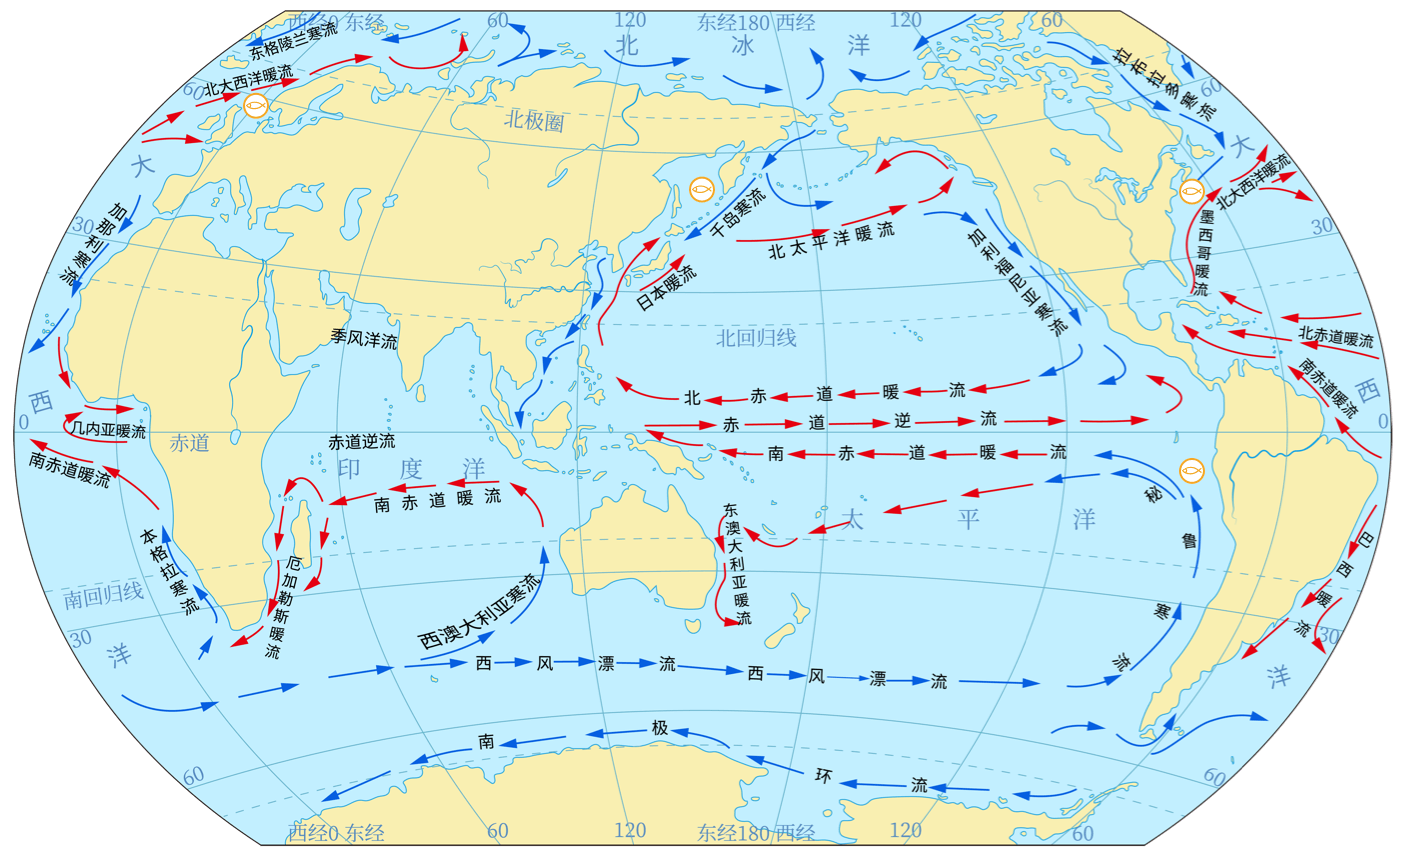 西经0 东经
60
120
东经180 西经
120
60
东格陵兰寒流
北冰洋
拉布拉多寒流
北大西洋暖流
60
60
北极圈
大
大
北大西洋暖流
千岛寒流
加那利寒流
30
墨西哥暖流
30
北太平洋暖流
加利福尼亚寒流
日本暖流
季风洋流
北回归线
北赤道暖流
南赤道暖流
西
西
北赤道暖流
0
几内亚暖流
赤道
赤道逆流
赤道逆流
0
南赤道暖流
印度洋
南赤道暖流
南赤道暖流
秘鲁寒流
太平洋
东澳大利亚暖流
本格拉寒流
厄加勒斯暖流
巴西暖流
南回归线
30
西澳大利亚寒流
30
洋
西风漂流
西风漂流
洋
南极环流
60
60
西经0 东经
60
120
东经180 西经
120
60